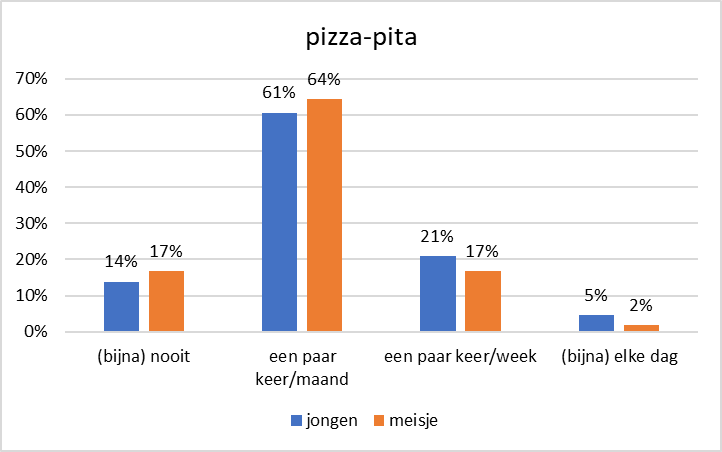 pizza-pita
70%
60%
50%
40%
30%
20%
10%
0%
14%
17%
61%
64%
21%
17%
5%
2%
(bijna) nooit
een paar
keer/maand
een paar keer/week
(bijna) elke dag
jongen
meisje